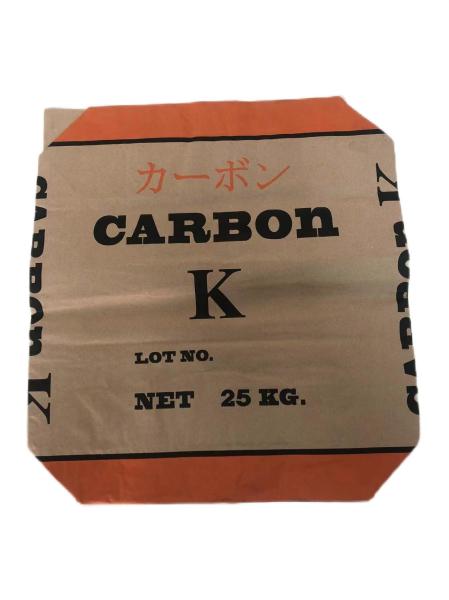 カーボン
CARBon
K
LOT NO.
NET 25 KG.
CARBON K
CARBON K